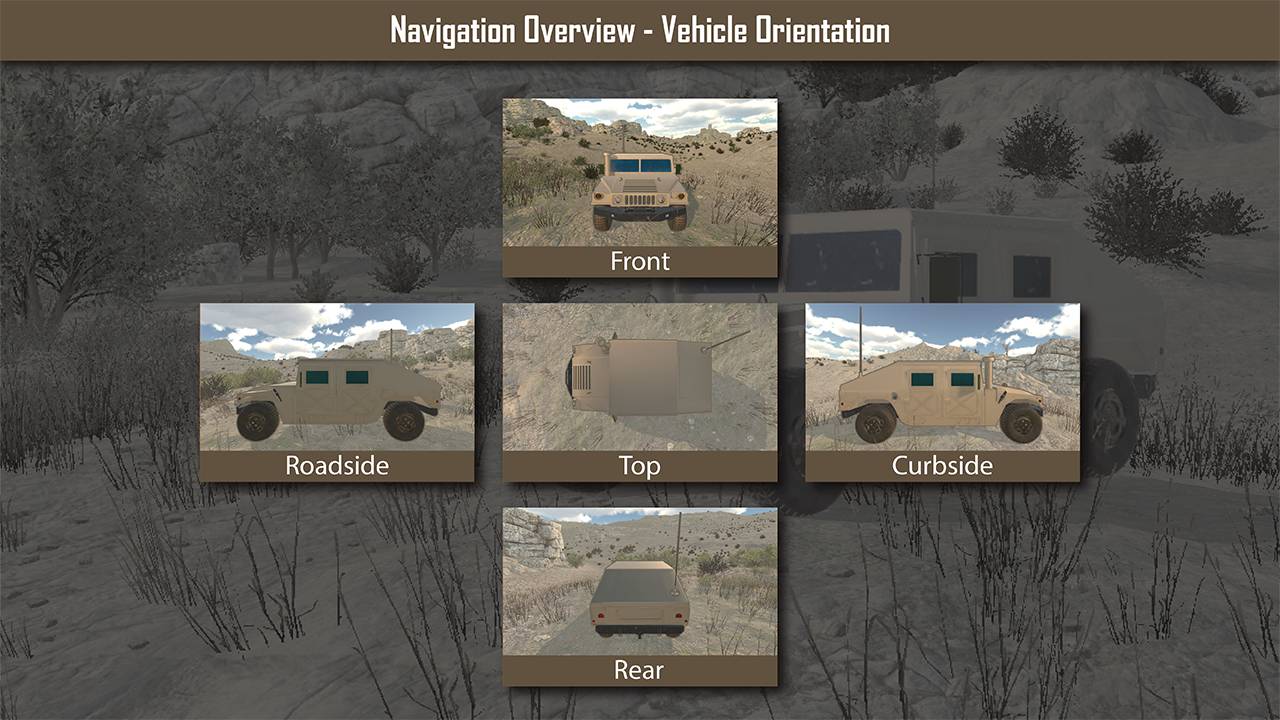 Navigation Overview - Vehicle Orientation
Front
Roadside
Top
Curbside
Rear